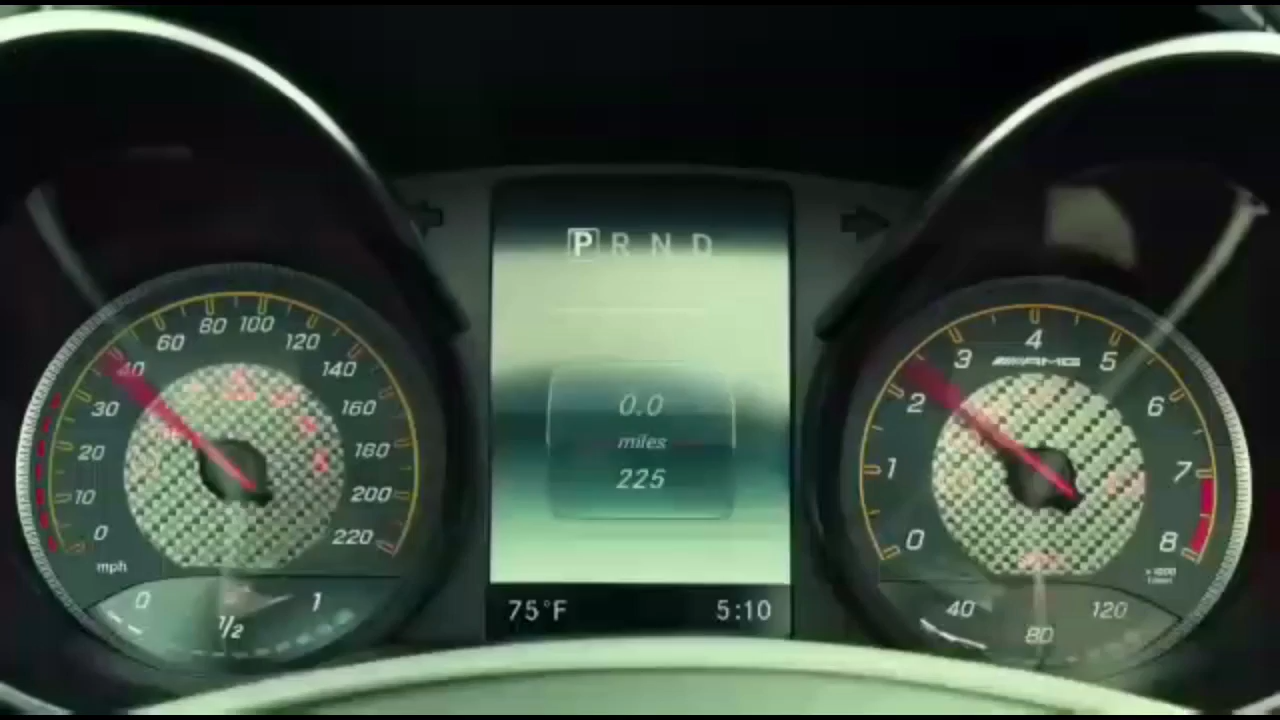 P R N D
0.0
miles
225
75°F 5:10
0 10 20 30 40 60 80 100 120 140 160 160 200 220
mph
0 1/2 1
0 1 2 3 4 5 6 7 8
AMG
40 80 120